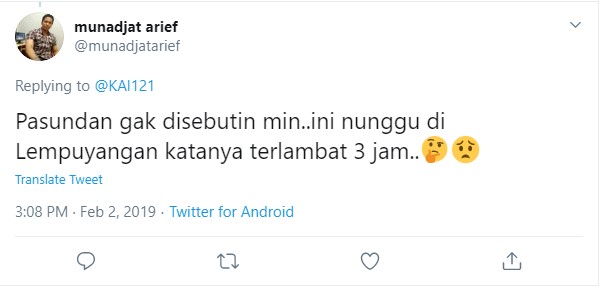 munadjat arief
@munadjatarief
Replying to @KAI121
Pasundan gak disebutin min..ini nunggu di
Lempuyangan katanya terlambat 3 jam..🤔😟
Translate Tweet
3:08 PM · Feb 2, 2019 · Twitter for Android